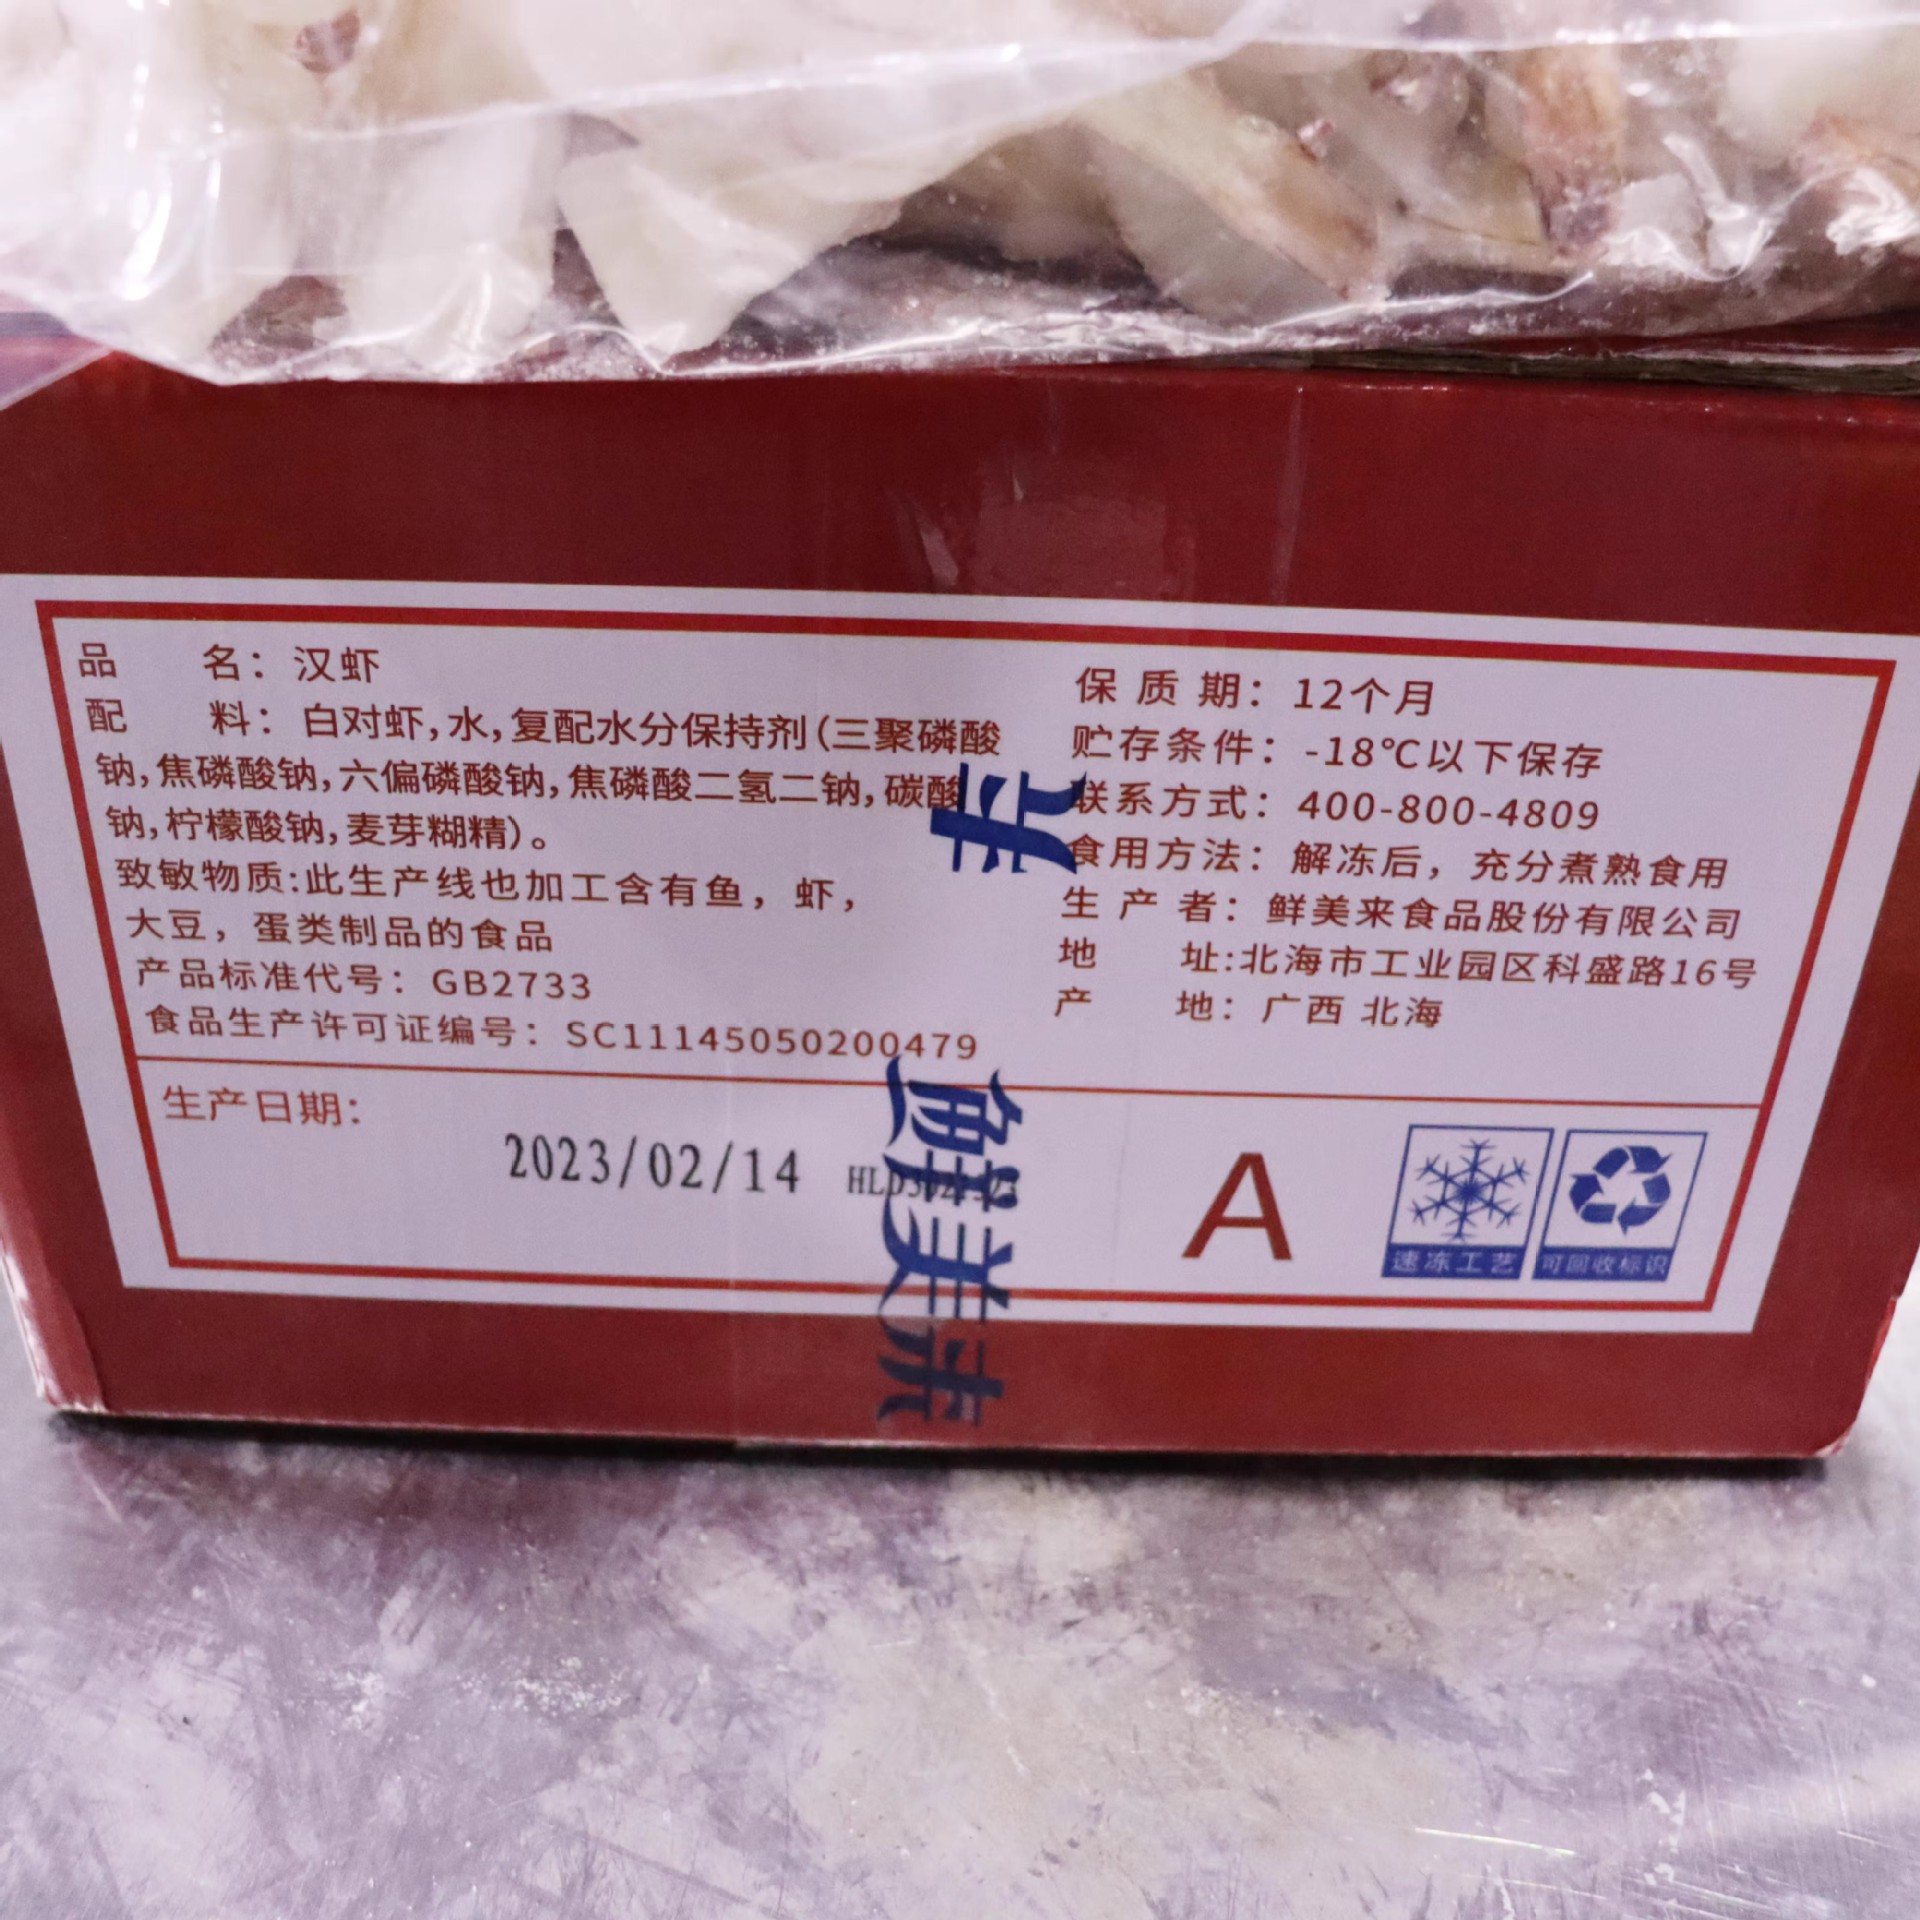 品 名：汉虾
配 料：白对虾,水,复配水分保持剂(三聚磷酸
钠,焦磷酸钠,六偏磷酸钠,焦磷酸二氢二钠,碳酸
钠,柠檬酸钠,麦芽糊精)。
致敏物质:此生产线也加工含有鱼，虾，
大豆，蛋类制品的食品
产品标准代号：GB2733
食品生产许可证编号：SC11145050200479
保 质 期：12个月
贮存条件：-18℃以下保存
联系方式：400-800-4809
食用方法：解冻后，充分煮熟食用
生 产 者：鲜美来食品股份有限公司
地 址:北海市工业园区科盛路16号
产 地：广西 北海
生产日期：
2023/02/14
A
速冻工艺
可回收标识
鲜美来